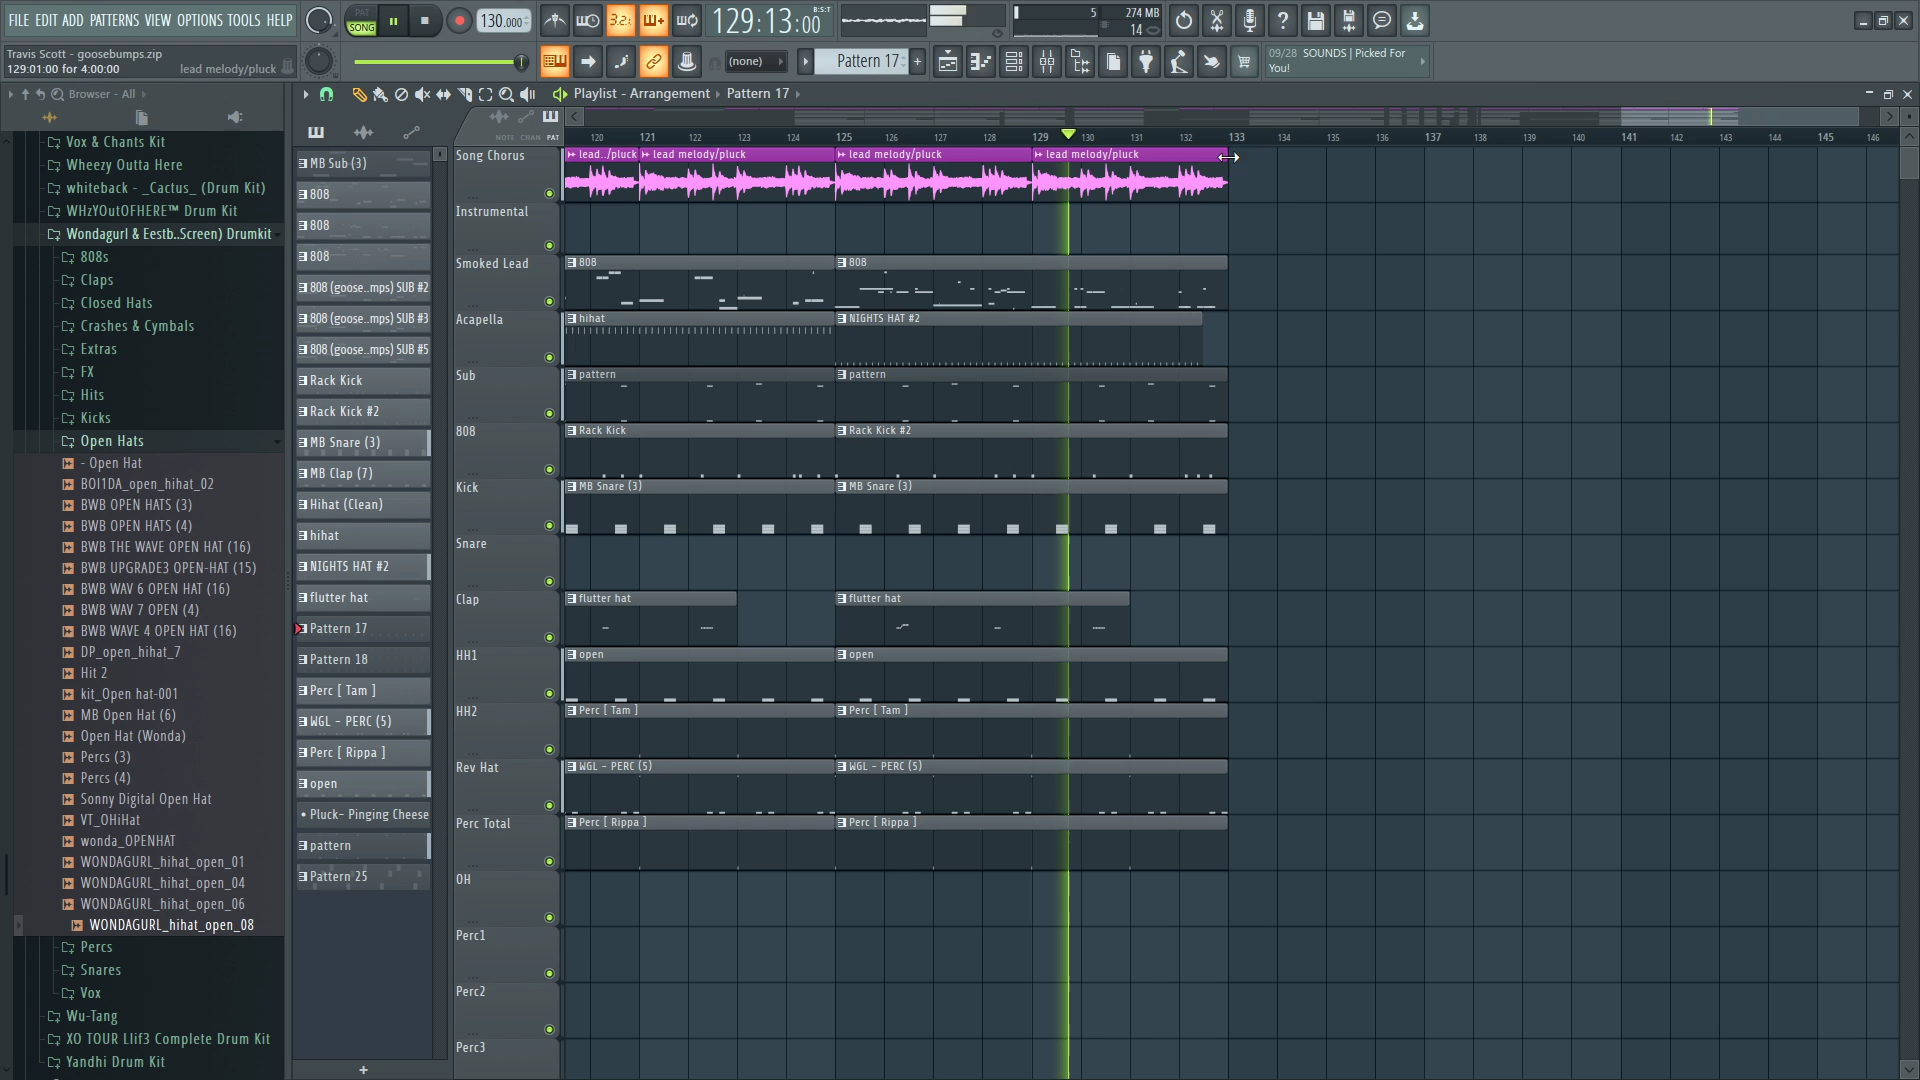 FILE EDIT ADD PATTERNS VIEW OPTIONS TOOLS HELP
PAT
SONG
130.000
3.2.
129:13:00
B:S:T
5
274 MB
14
Travis Scott - goosebumps.zip
129:01:00 for 4:00:00
lead melody/pluck
(none)
Pattern 17
+
09/28 SOUNDS | Picked For
You!
Browser - All
Playlist - Arrangement › Pattern 17 ›
NOTE CHAN PAT
120 121 122 123 124 125 126 127 128 129 130 131 132 133 134 135 136 137 138 139 140 141 142 143 144 145 146
Vox & Chants Kit
Wheezy Outta Here
whiteback - _Cactus_ (Drum Kit)
WHzYOutOFHERE™ Drum Kit
Wondagurl & Eestb..Screen) Drumkit
808s
Claps
Closed Hats
Crashes & Cymbals
Extras
FX
Hits
Kicks
Open Hats
- Open Hat
BOI1DA_open_hihat_02
BWB OPEN HATS (3)
BWB OPEN HATS (4)
BWB THE WAVE OPEN HAT (16)
BWB UPGRADE3 OPEN-HAT (15)
BWB WAV 6 OPEN HAT (16)
BWB WAV 7 OPEN (4)
BWB WAVE 4 OPEN HAT (16)
DP_open_hihat_7
Hit 2
kit_Open hat-001
MB Open Hat (6)
Open Hat (Wonda)
Percs (3)
Percs (4)
Sonny Digital Open Hat
VT_OHiHat
wonda_OPENHAT
WONDAGURL_hihat_open_01
WONDAGURL_hihat_open_04
WONDAGURL_hihat_open_06
WONDAGURL_hihat_open_08
Percs
Snares
Vox
Wu-Tang
XO TOUR Llif3 Complete Drum Kit
Yandhi Drum Kit
MB Sub (3)
808
808
808
808 (goose..mps) SUB #2
808 (goose..mps) SUB #3
808 (goose..mps) SUB #5
Rack Kick
Rack Kick #2
MB Snare (3)
MB Clap (7)
Hihat (Clean)
hihat
NIGHTS HAT #2
flutter hat
Pattern 17
Pattern 18
Perc [ Tam ]
WGL - PERC (5)
Perc [ Rippa ]
open
Pluck- Pinging Cheese
pattern
Pattern 25
+
Song Chorus
lead../pluck lead melody/pluck lead melody/pluck lead melody/pluck
Instrumental
Smoked Lead
808 808
Acapella
hihat NIGHTS HAT #2
Sub
pattern pattern
808
Rack Kick Rack Kick #2
Kick
MB Snare (3) MB Snare (3)
Snare
Clap
flutter hat flutter hat
HH1
open open
HH2
Perc [ Tam ] Perc [ Tam ]
Rev Hat
WGL - PERC (5) WGL - PERC (5)
Perc Total
Perc [ Rippa ] Perc [ Rippa ]
OH
Perc1
Perc2
Perc3